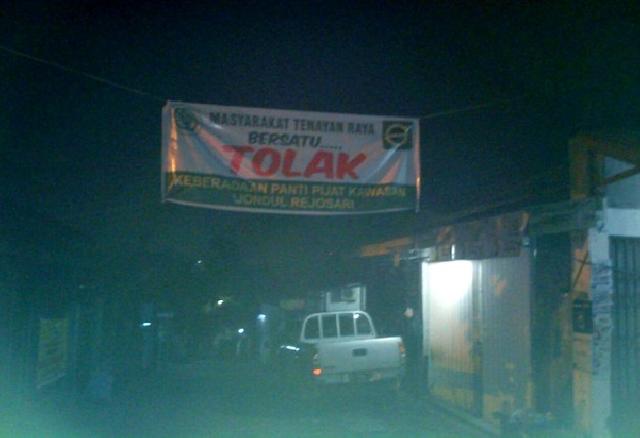 MASYARAKAT TENAYAN RAYA
BERSATU.....
TOLAK
KEBERADAAN PANTI PIJAT KAWASAN
JONDUL REJOSARI